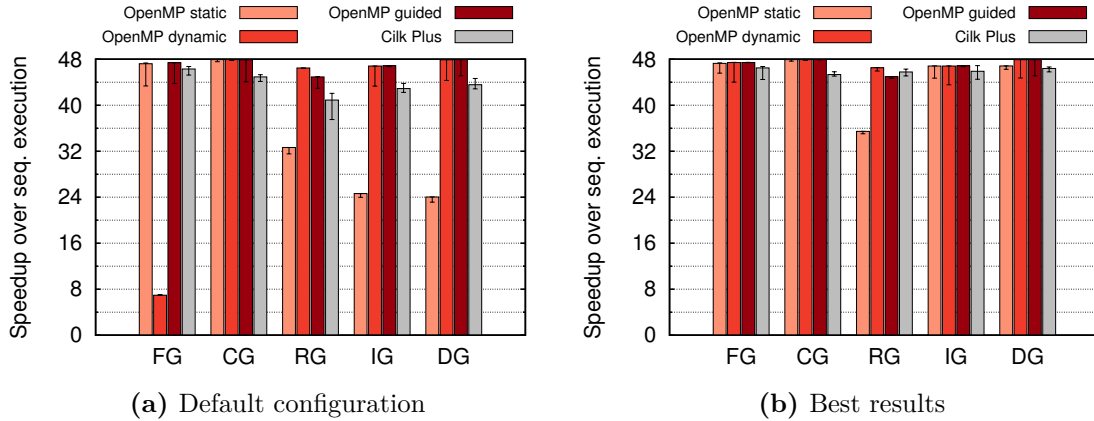 OpenMP static
OpenMP dynamic
OpenMP guided
Cilk Plus
Speedup over seq. execution
48
40
32
24
16
8
0
FG CG RG IG DG
(a) Default configuration
OpenMP static
OpenMP dynamic
OpenMP guided
Cilk Plus
Speedup over seq. execution
48
40
32
24
16
8
0
FG CG RG IG DG
(b) Best results